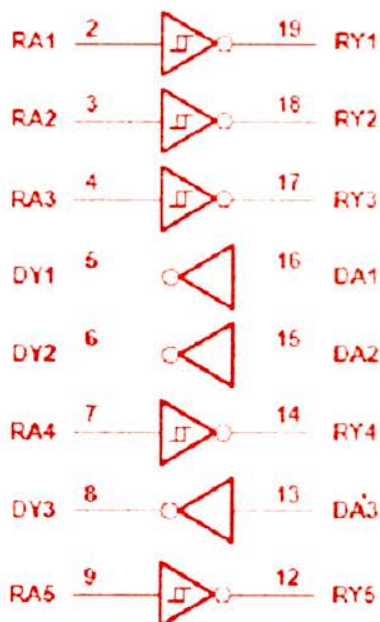 RA1 2 19 RY1
RA2 3 18 RY2
RA3 4 17 RY3
DY1 5 16 DA1
DY2 6 15 DA2
RA4 7 14 RY4
DY3 8 13 DA3
RA5 9 12 RY5